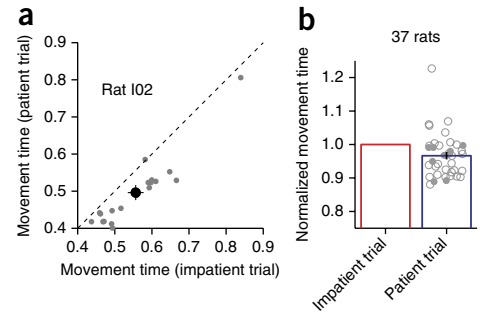 a
Movement time (patient trial)
0.9
0.8
0.7
0.6
0.5
0.4
Rat I02
0.4 0.5 0.6 0.7 0.8 0.9
Movement time (impatient trial)
b
37 rats
Normalized movement time
1.2
1.1
1.0
0.9
0.8
Impatient trial
Patient trial